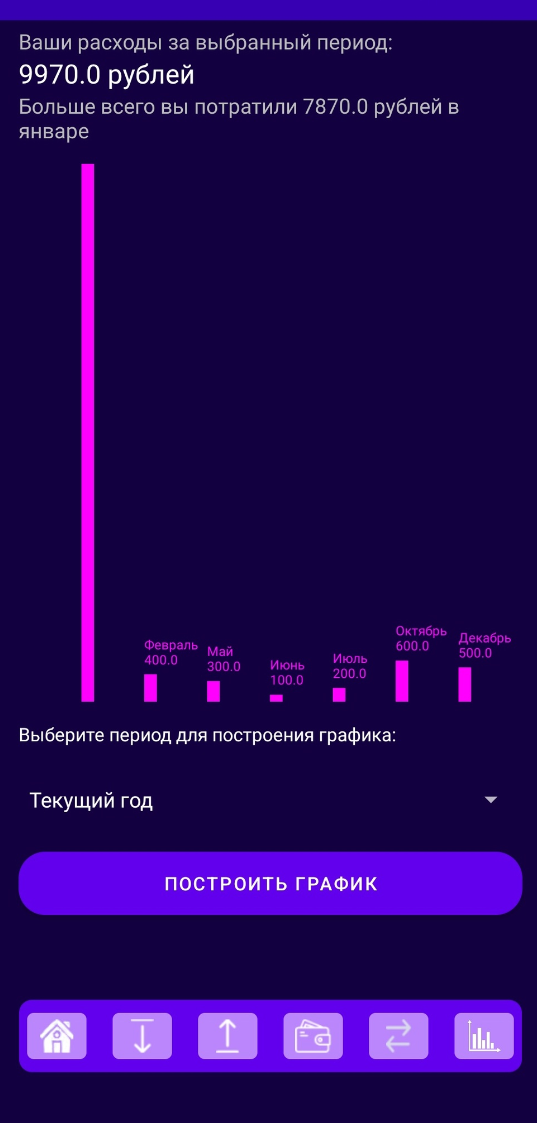 Ваши расходы за выбранный период:
9970.0 рублей
Больше всего вы потратили 7870.0 рублей в
январе
Февраль
400.0
Май
300.0
Июнь
100.0
Июль
200.0
Октябрь
600.0
Декабрь
500.0
Выберите период для построения графика:
Текущий год
ПОСТРОИТЬ ГРАФИК